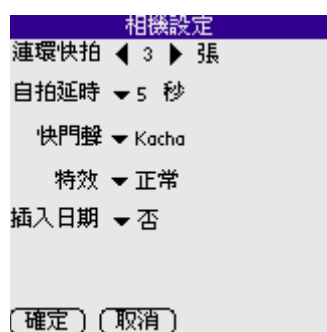 相機設定
連環快拍 3 張
自拍延時 5 秒
快門聲 Kacha
特效 正常
插入日期 否
確定 取消